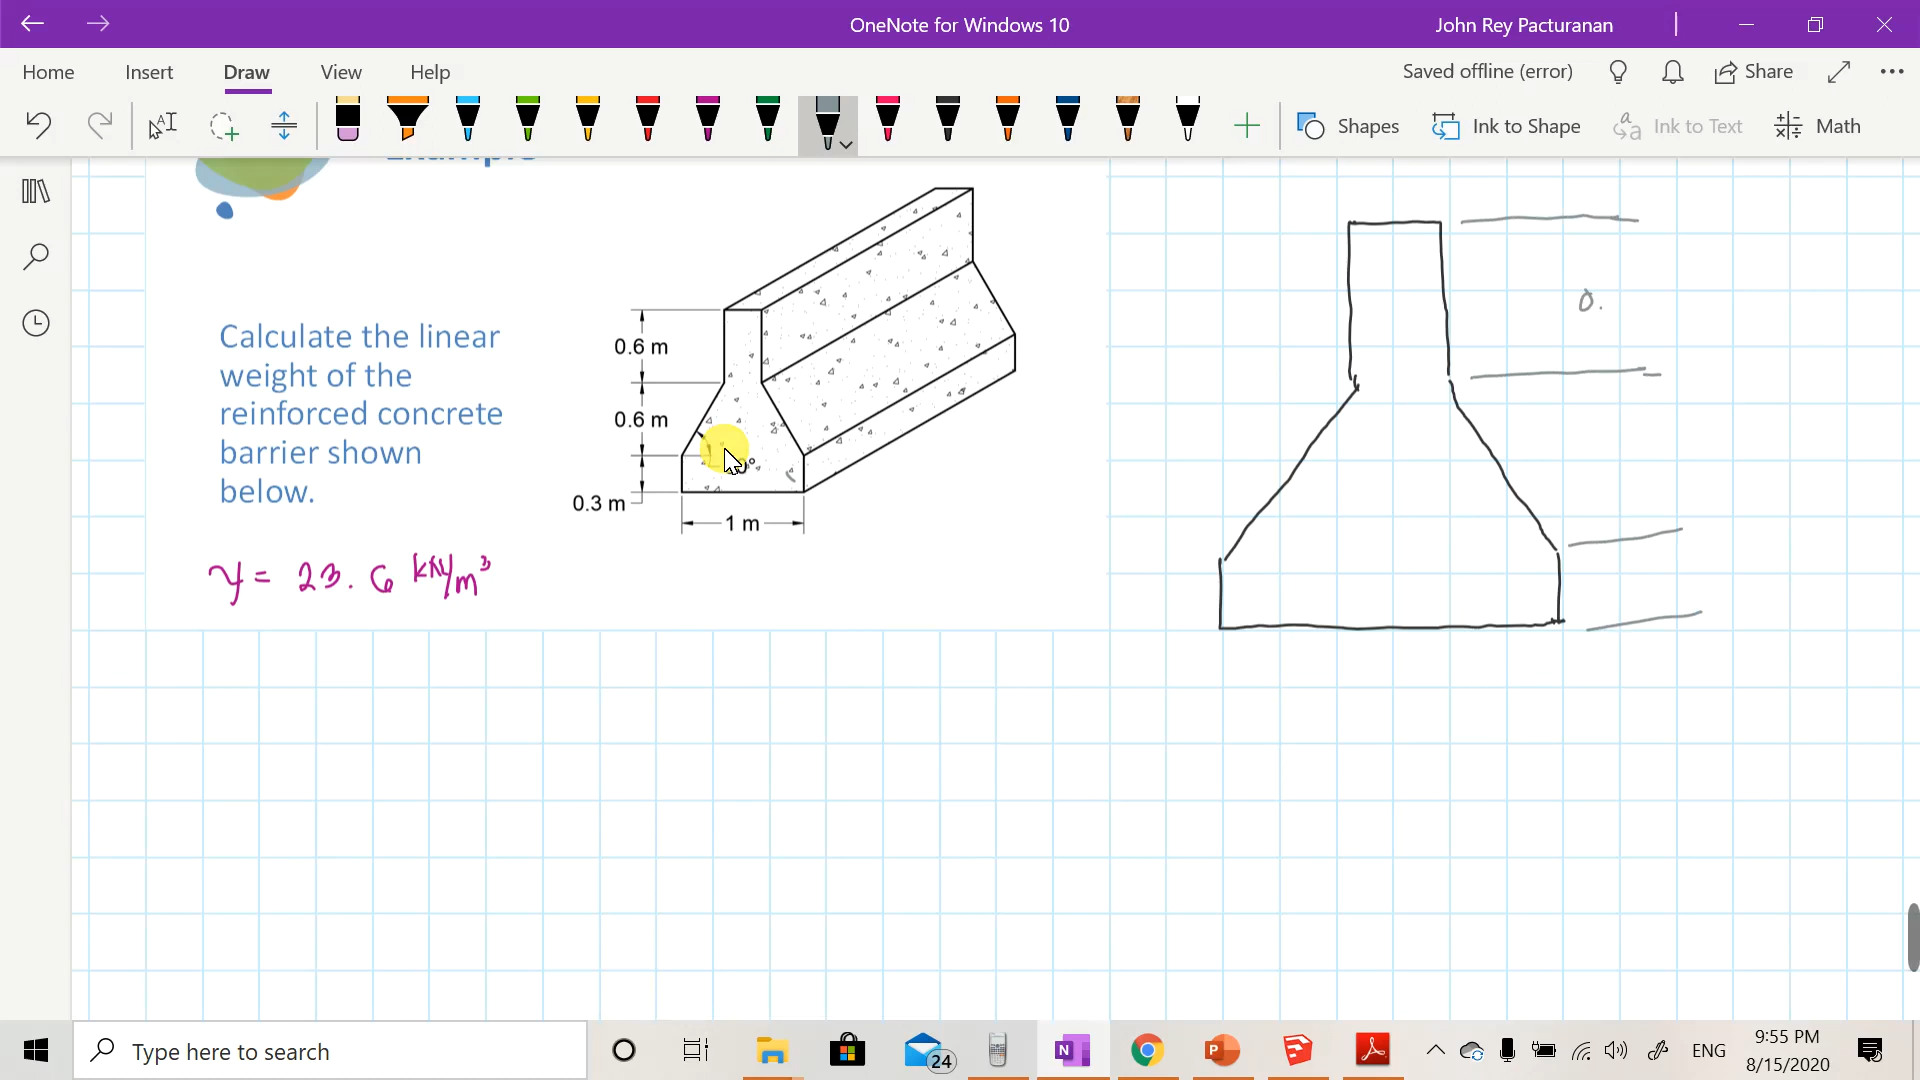 OneNote for Windows 10
John Rey Pacturanan
Home
Insert
Draw
View
Help
Saved offline (error)
Share
Shapes
Ink to Shape
Ink to Text
Math
Example
Calculate the linear
weight of the
reinforced concrete
barrier shown
below.
0.6 m
0.6 m
0.3 m
1 m
γ = 23.6 kN/m³
0.
Type here to search
24
ENG
9:55 PM
8/15/2020